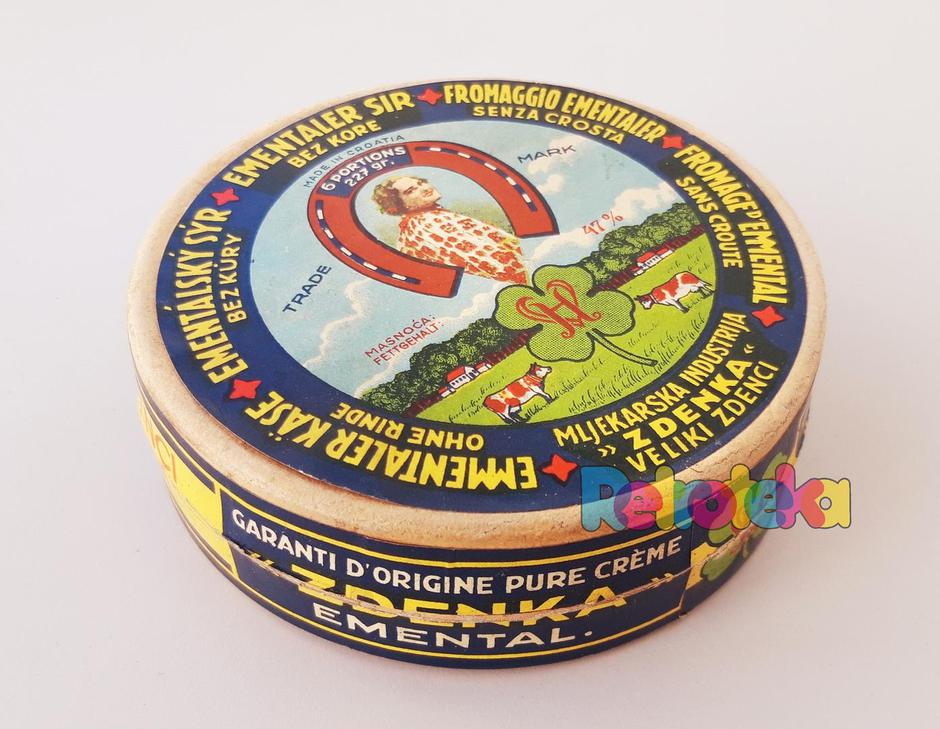 EMENTALER SIR
BEZ KORE
FROMAGGIO EMENTALER
SENZA CROSTA
FROMAGE D'EMMENTAL
SANS CROUTE
MLJEKARSKA INDUSTRIJA
„ZDENKA“
VELIKI ZDENCI
EMMENTALER KÄSE
OHNE RINDE
EMENTÁLSKÝ SÝR
BEZ KŮRY
MADE IN CROATIA
6 PORTIONS
227 gr.
TRADE
MARK
47%
MASNOĆA:
FETTGEHALT:
GARANTI D'ORIGINE PURE CRÈME
"ZDENKA"
EMENTAL.
Retroteka